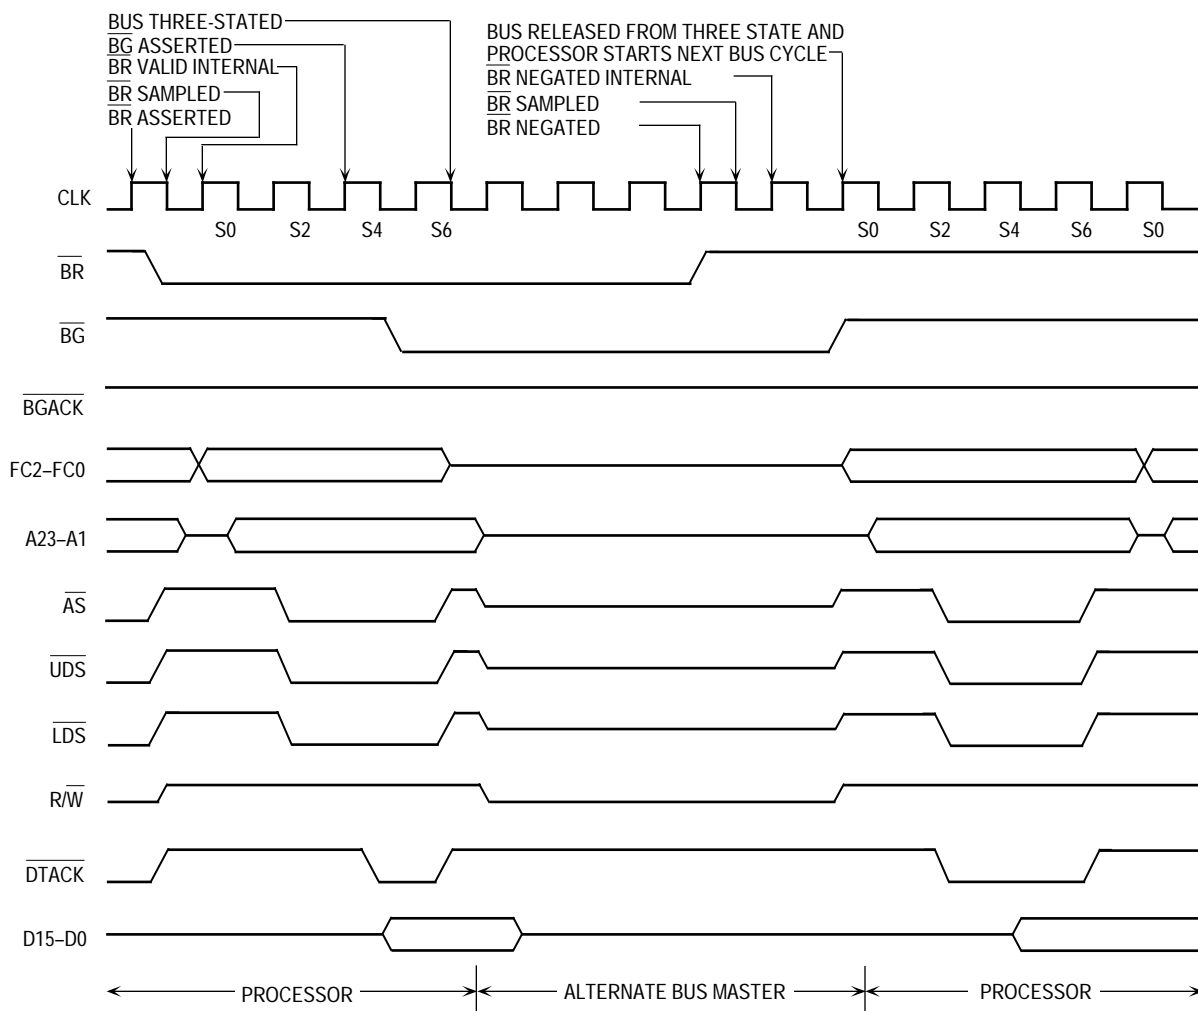 BUS THREE-STATED
BG ASSERTED
BR VALID INTERNAL
BR SAMPLED
BR ASSERTED
BUS RELEASED FROM THREE STATE AND
PROCESSOR STARTS NEXT BUS CYCLE
BR NEGATED INTERNAL
BR SAMPLED
BR NEGATED
CLK
S0 S2 S4 S6 S0 S2 S4 S6 S0
BR
BG
BGACK
FC2–FC0
A23–A1
AS
UDS
LDS
R/W
DTACK
D15–D0
PROCESSOR ALTERNATE BUS MASTER PROCESSOR